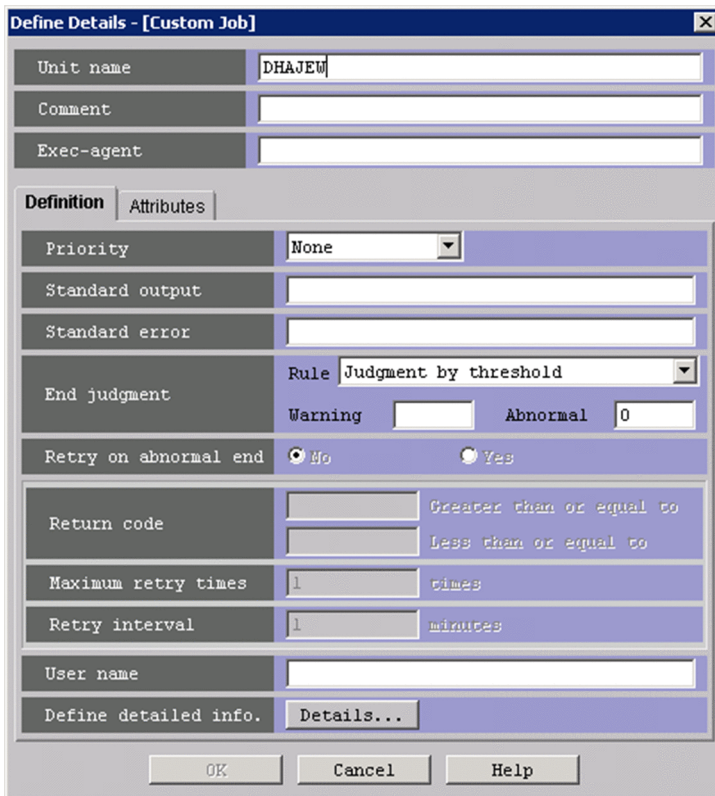 Define Details - [Custom Job]
Unit name DHAJEW
Comment
Exec-agent
Definition Attributes
Priority None
Standard output
Standard error
End judgment Rule Judgment by threshold
Warning Abnormal 0
Retry on abnormal end No Yes
Return code Greater than or equal to
Less than or equal to
Maximum retry times 1 times
Retry interval 1 minutes
User name
Define detailed info. Details...
OK Cancel Help